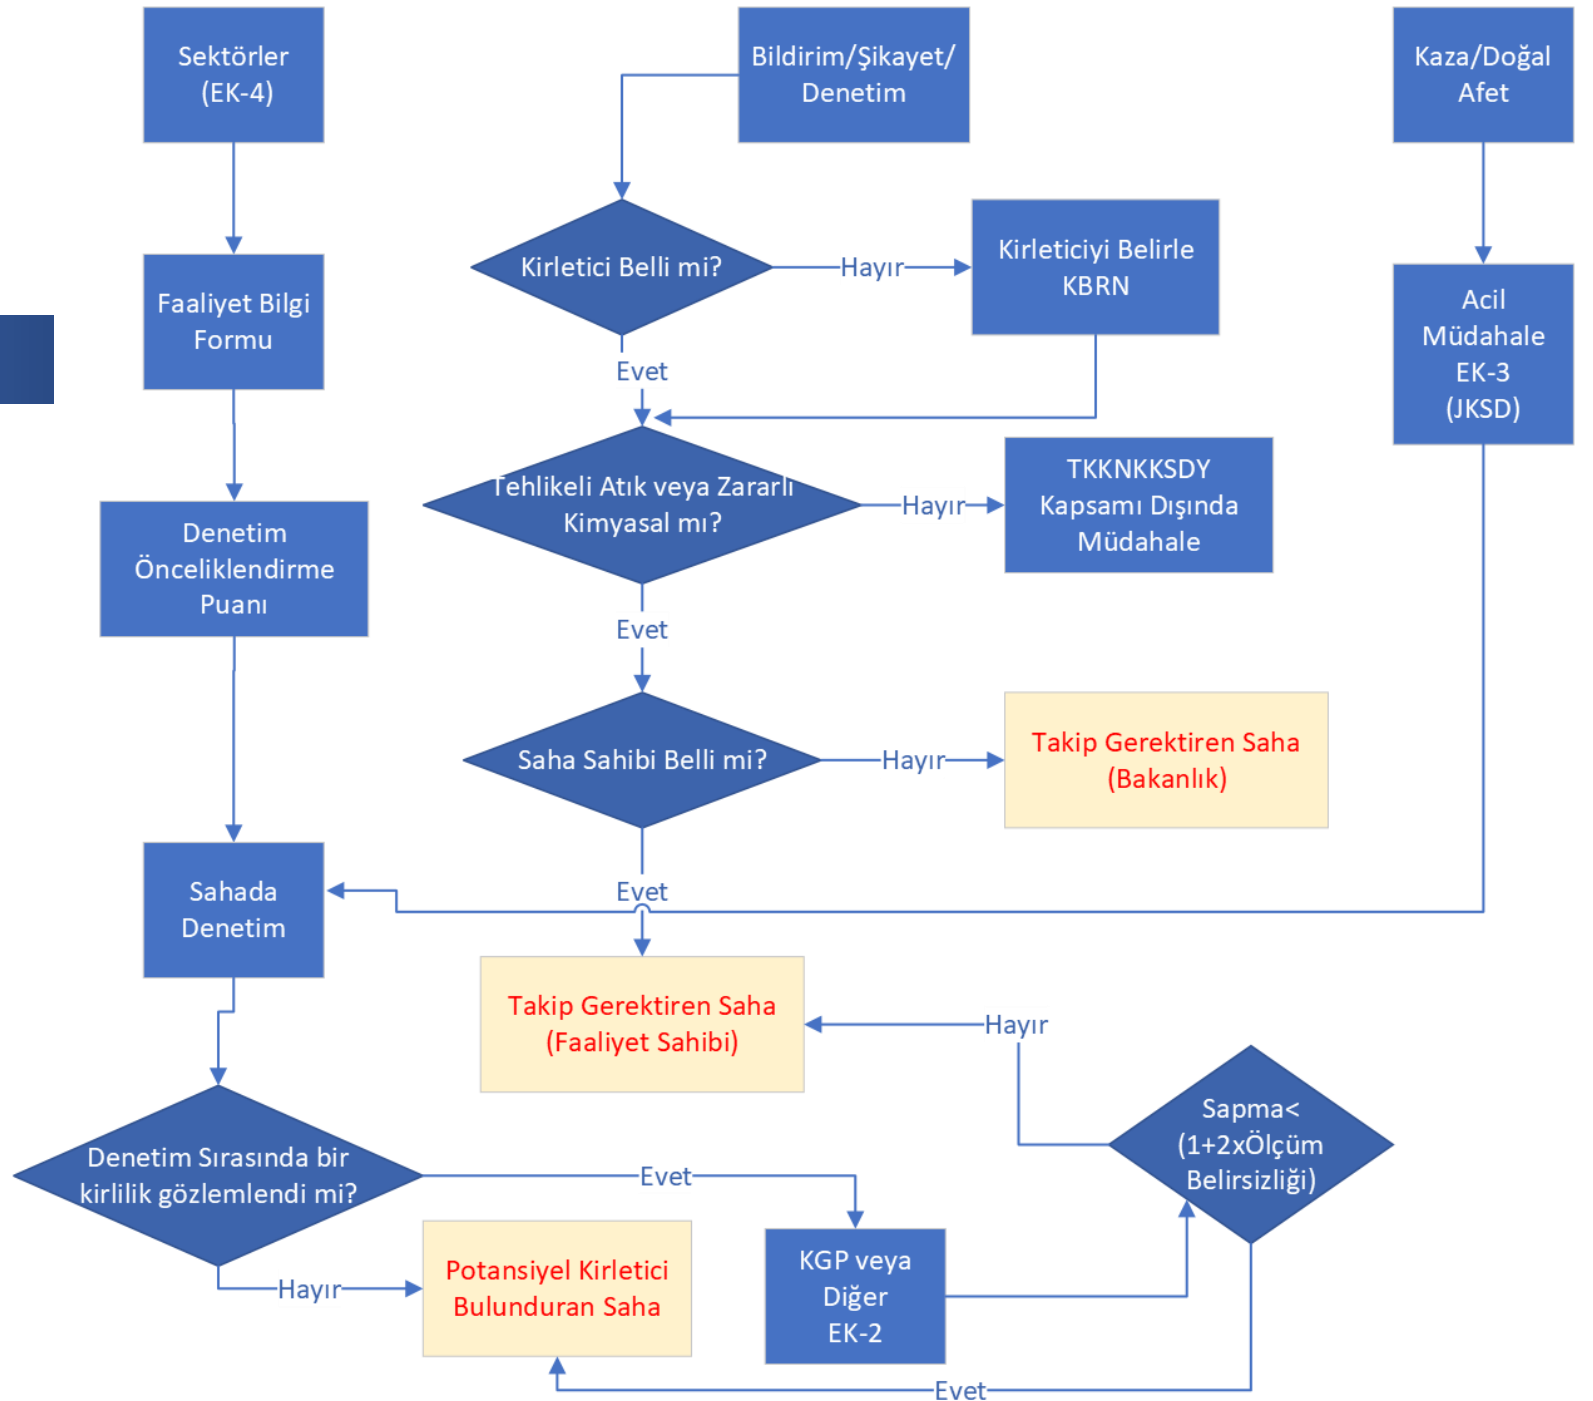 Sektörler
(EK-4)
Bildirim/Şikayet/
Denetim
Kaza/Doğal
Afet
Kirletici Belli mi?
Hayır
Kirleticiyi Belirle
KBRN
Faaliyet Bilgi
Formu
Acil
Müdahale
EK-3
(JKSD)
Evet
Tehlikeli Atık veya Zararlı
Kimyasal mı?
Hayır
TKKNKKSDY
Kapsamı Dışında
Müdahale
Denetim
Önceliklendirme
Puanı
Evet
Saha Sahibi Belli mi?
Hayır
Takip Gerektiren Saha
(Bakanlık)
Sahada
Denetim
Evet
Takip Gerektiren Saha
(Faaliyet Sahibi)
Hayır
Sapma<
(1+2xÖlçüm
Belirsizliği)
Denetim Sırasında bir
kirlilik gözlemlendi mi?
Evet
KGP veya
Diğer
EK-2
Hayır
Potansiyel Kirletici
Bulunduran Saha
Evet